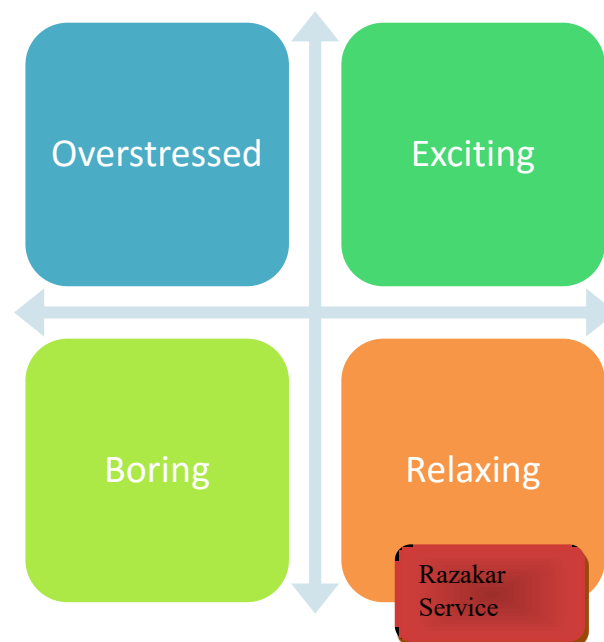 Overstressed
Exciting
Boring
Relaxing
Razakar
Service